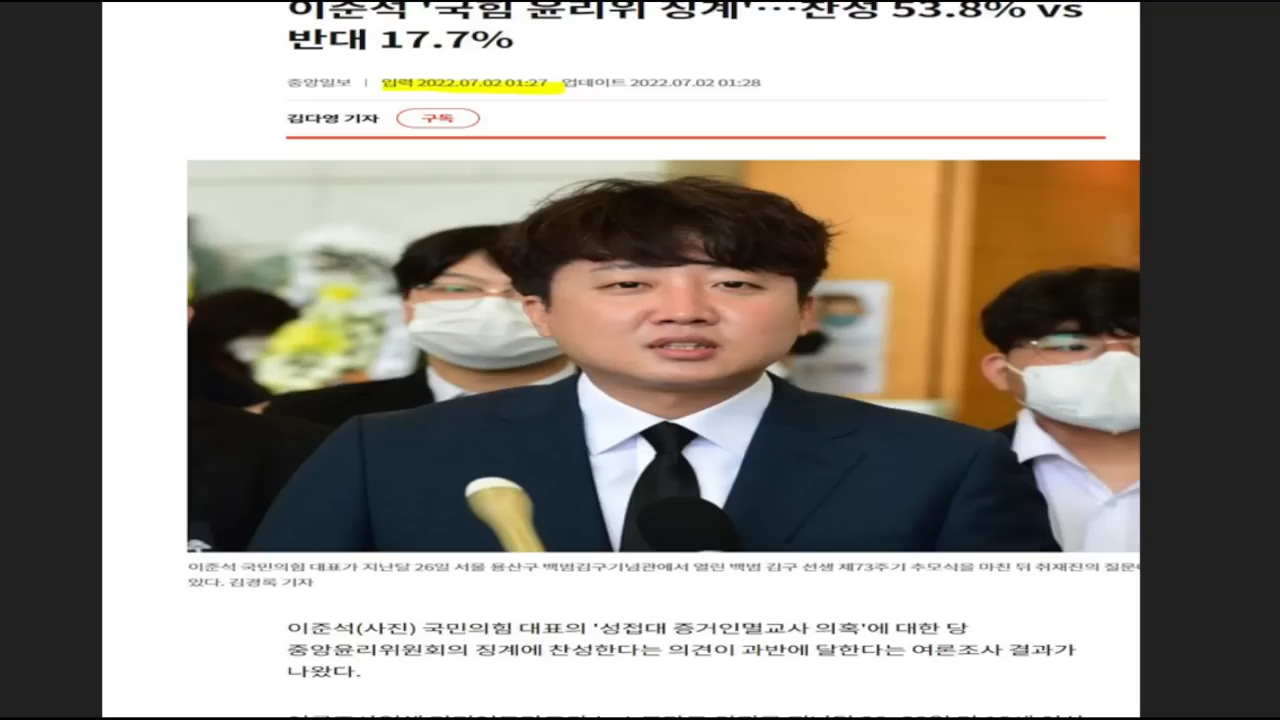 이준석 '국힘 윤리위 징계'…찬성 53.8% vs
반대 17.7%
중앙일보 | 입력 2022.07.02 01:27 업데이트 2022.07.02 01:28
김다영 기자 구독
이준석 국민의힘 대표가 지난달 26일 서울 용산구 백범김구기념관에서 열린 백범 김구 선생 제73주기 추모식을 마친 뒤 취재진의
있다. 김경록 기자
이준석(사진) 국민의힘 대표의 '성접대 증거인멸교사 의혹'에 대한 당
중앙윤리위원회의 징계에 찬성한다는 의견이 과반에 달한다는 여론조사 결과가
나왔다.